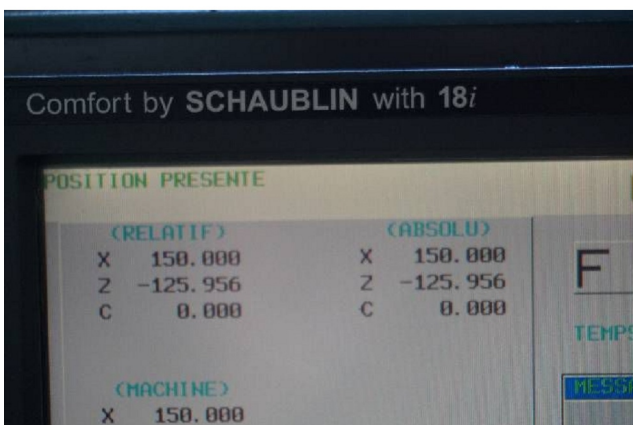 Comfort by SCHAUBLIN with 18i
POSITION PRESENTE
(RELATIF) (ABSOLU)
X 150.000 X 150.000
Z -125.956 Z -125.956
C 0.000 C 0.000
F
TEMPS
(MACHINE)
X 150.000